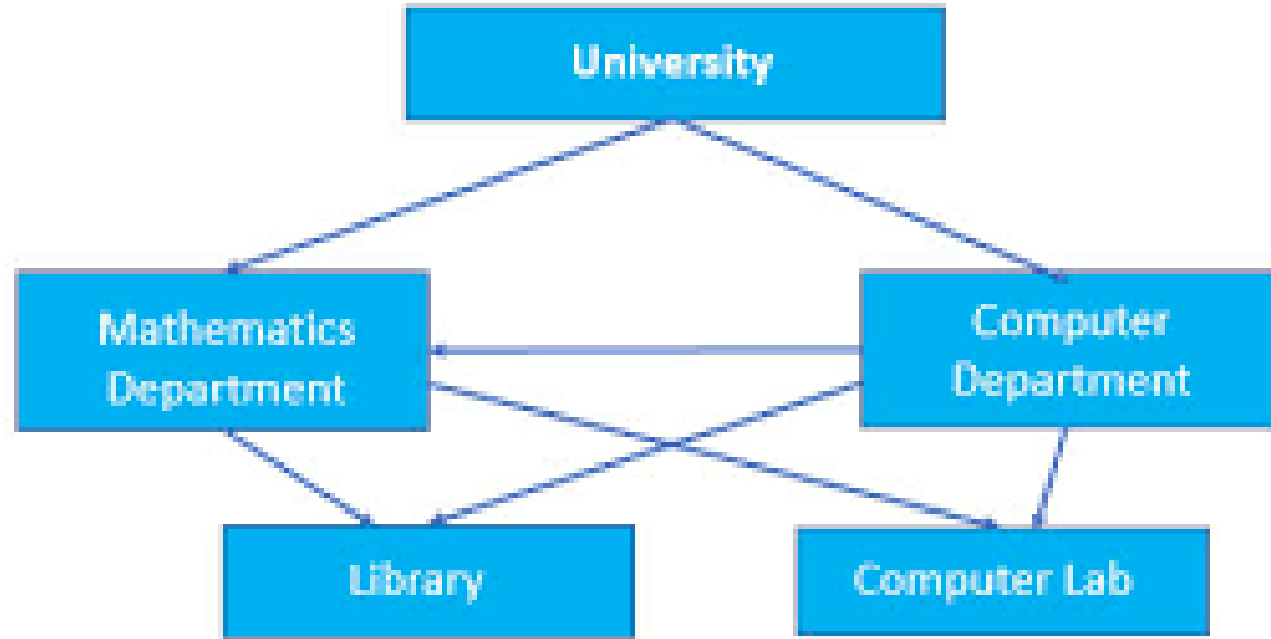 University
Mathematics
Department
Computer
Department
Library
Computer Lab